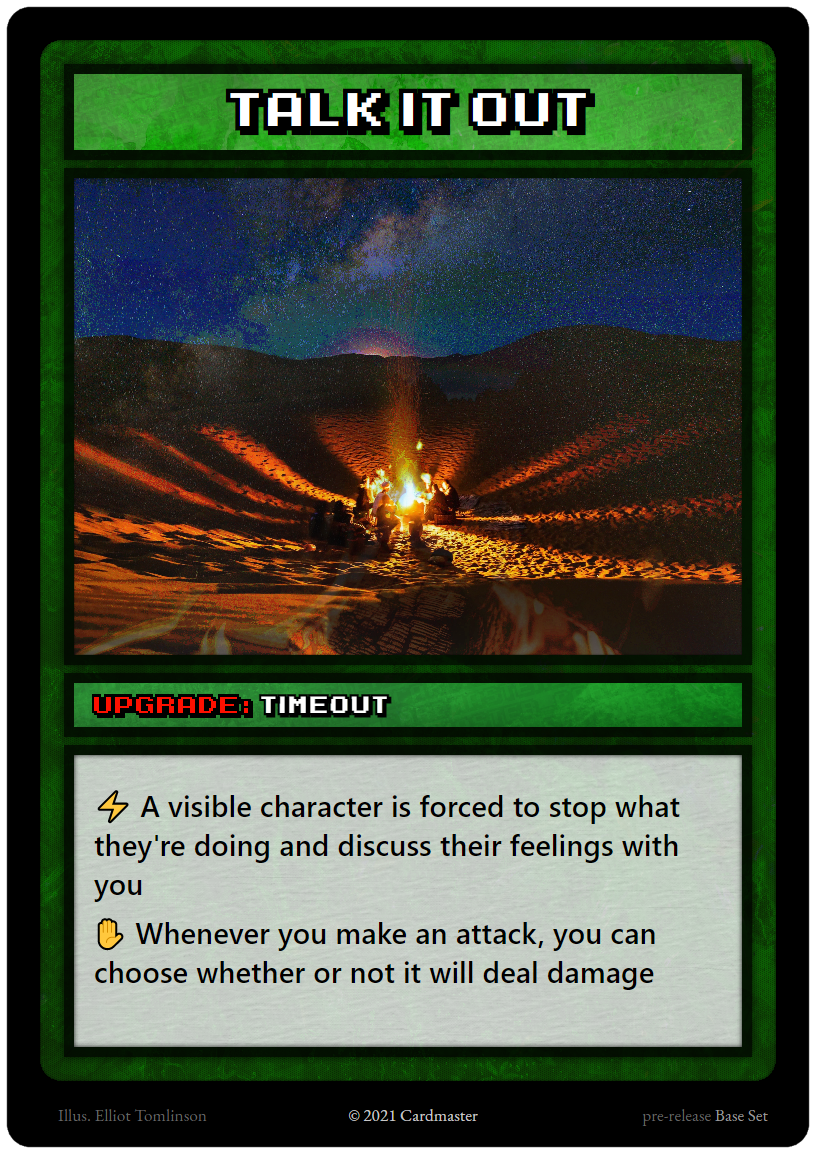 TALK IT OUT
UPGRADE: TIMEOUT
⚡ A visible character is forced to stop what
they're doing and discuss their feelings with
you
✋ Whenever you make an attack, you can
choose whether or not it will deal damage
Illus. Elliot Tomlinson © 2021 Cardmaster pre-release Base Set